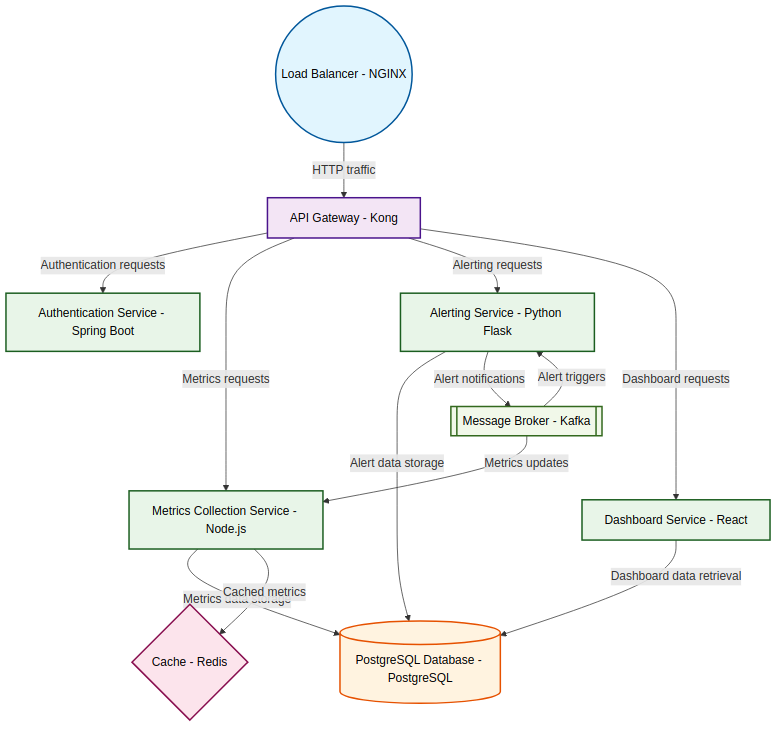 Load Balancer - NGINX
HTTP traffic
API Gateway - Kong
Authentication requests
Alerting requests
Authentication Service -
Spring Boot
Alerting Service - Python
Flask
Metrics requests
Alert notifications
Alert triggers
Dashboard requests
Message Broker - Kafka
Alert data storage
Metrics updates
Metrics Collection Service -
Node.js
Dashboard Service - React
Dashboard data retrieval
Cached metrics
Metrics data storage
Cache - Redis
PostgreSQL Database -
PostgreSQL